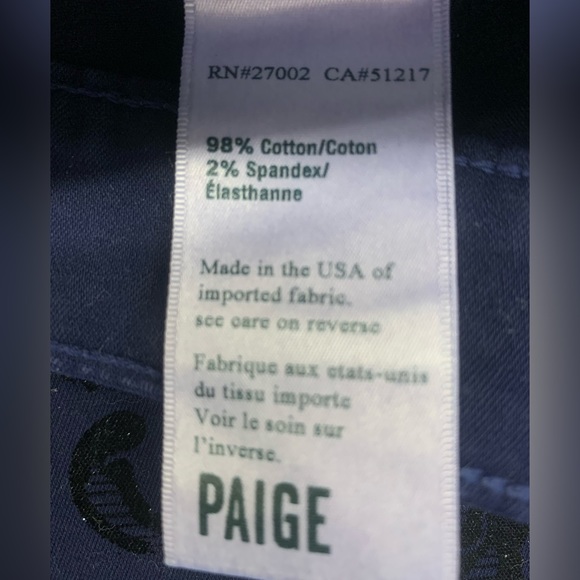 RN#27002 CA#51217
98% Cotton/Coton
2% Spandex/
Élasthanne
Made in the USA of
imported fabric.
see care on reverse
Fabrique aux etats-unis
du tissu importe
Voir le soin sur
l'inverse.
PAIGE